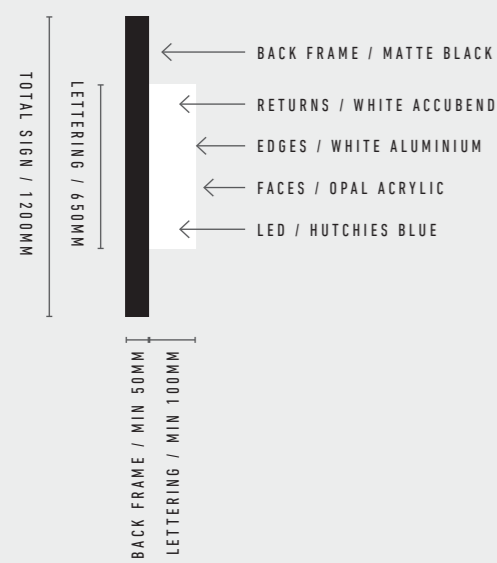 BACK FRAME / MATTE BLACK
RETURNS / WHITE ACCUBEND
EDGES / WHITE ALUMINIUM
FACES / OPAL ACRYLIC
LED / HUTCHIES BLUE
TOTAL SIGN / 1200MM
LETTERING / 650MM
BACK FRAME / MIN 50MM
LETTERING / MIN 100MM